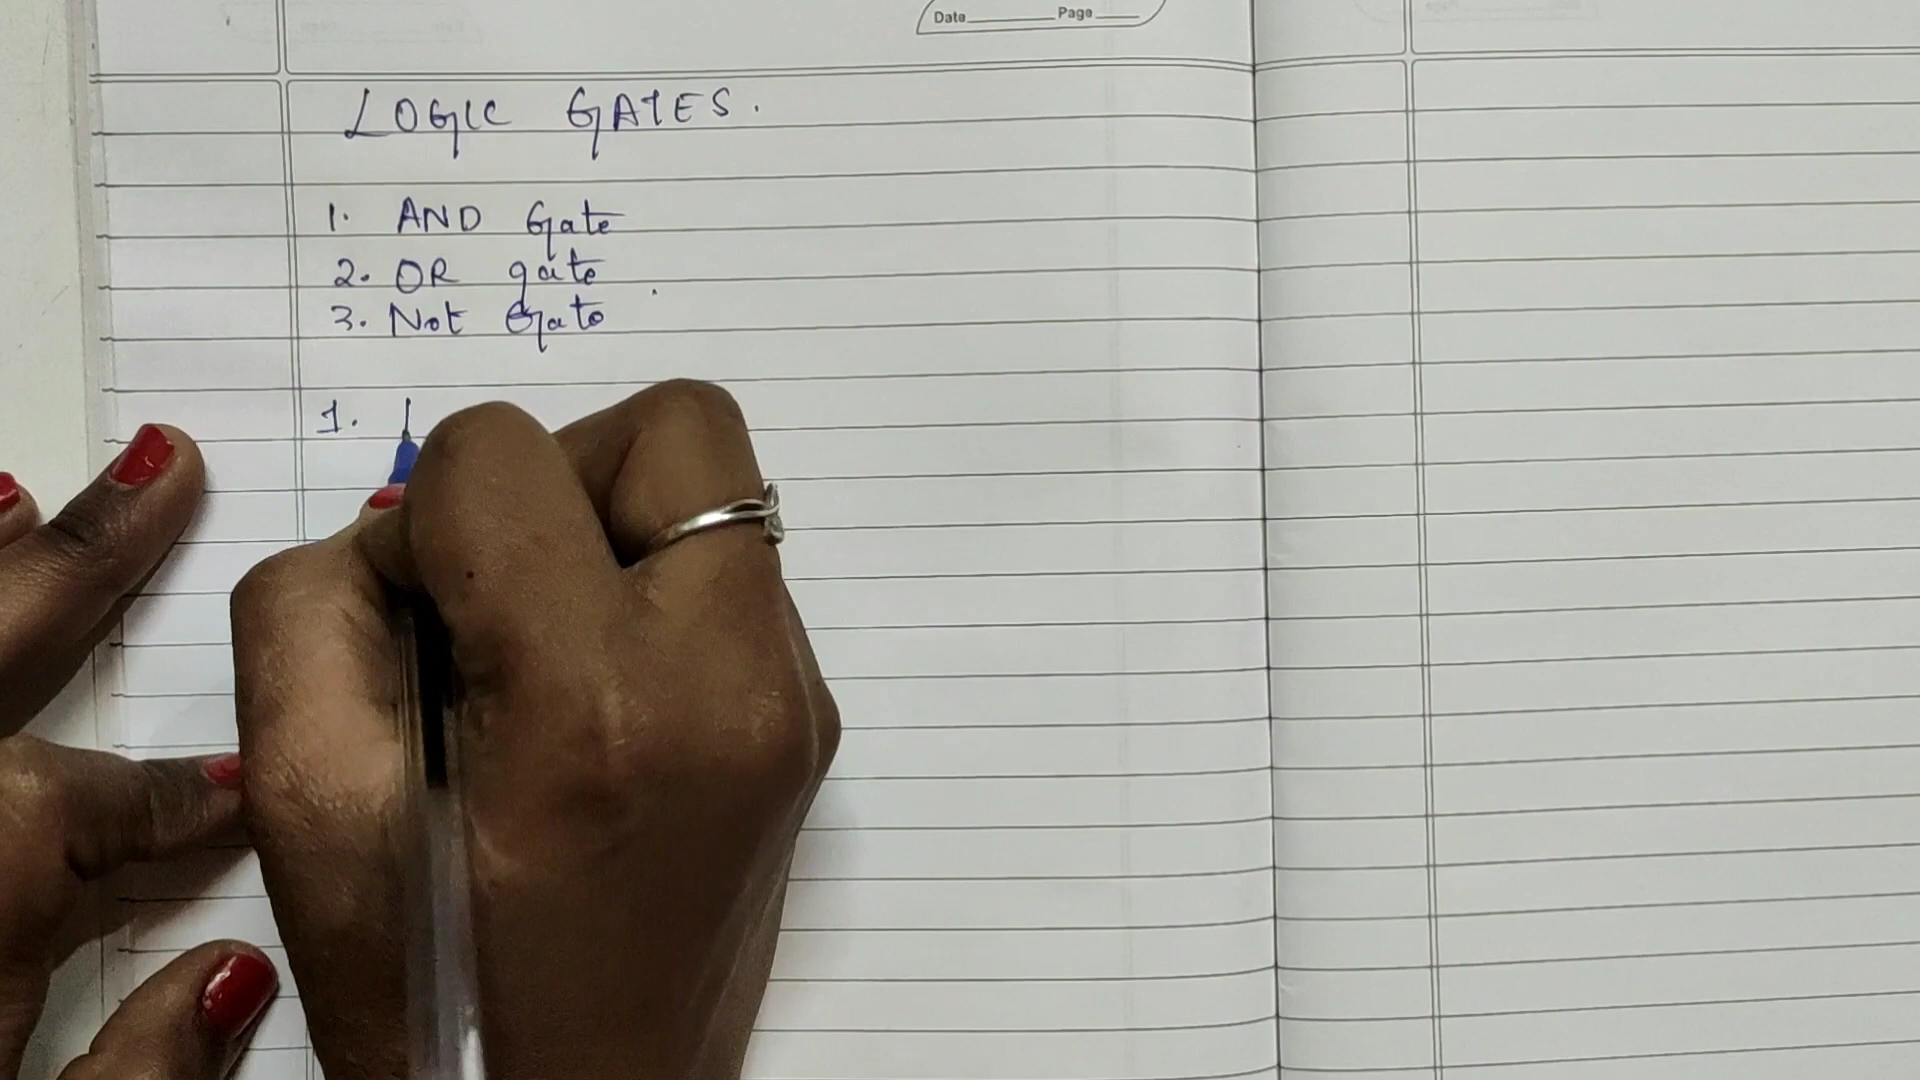 Date Page
LOGIC GATES.
1. AND Gate
2. OR gate
3. Not Gate
1.